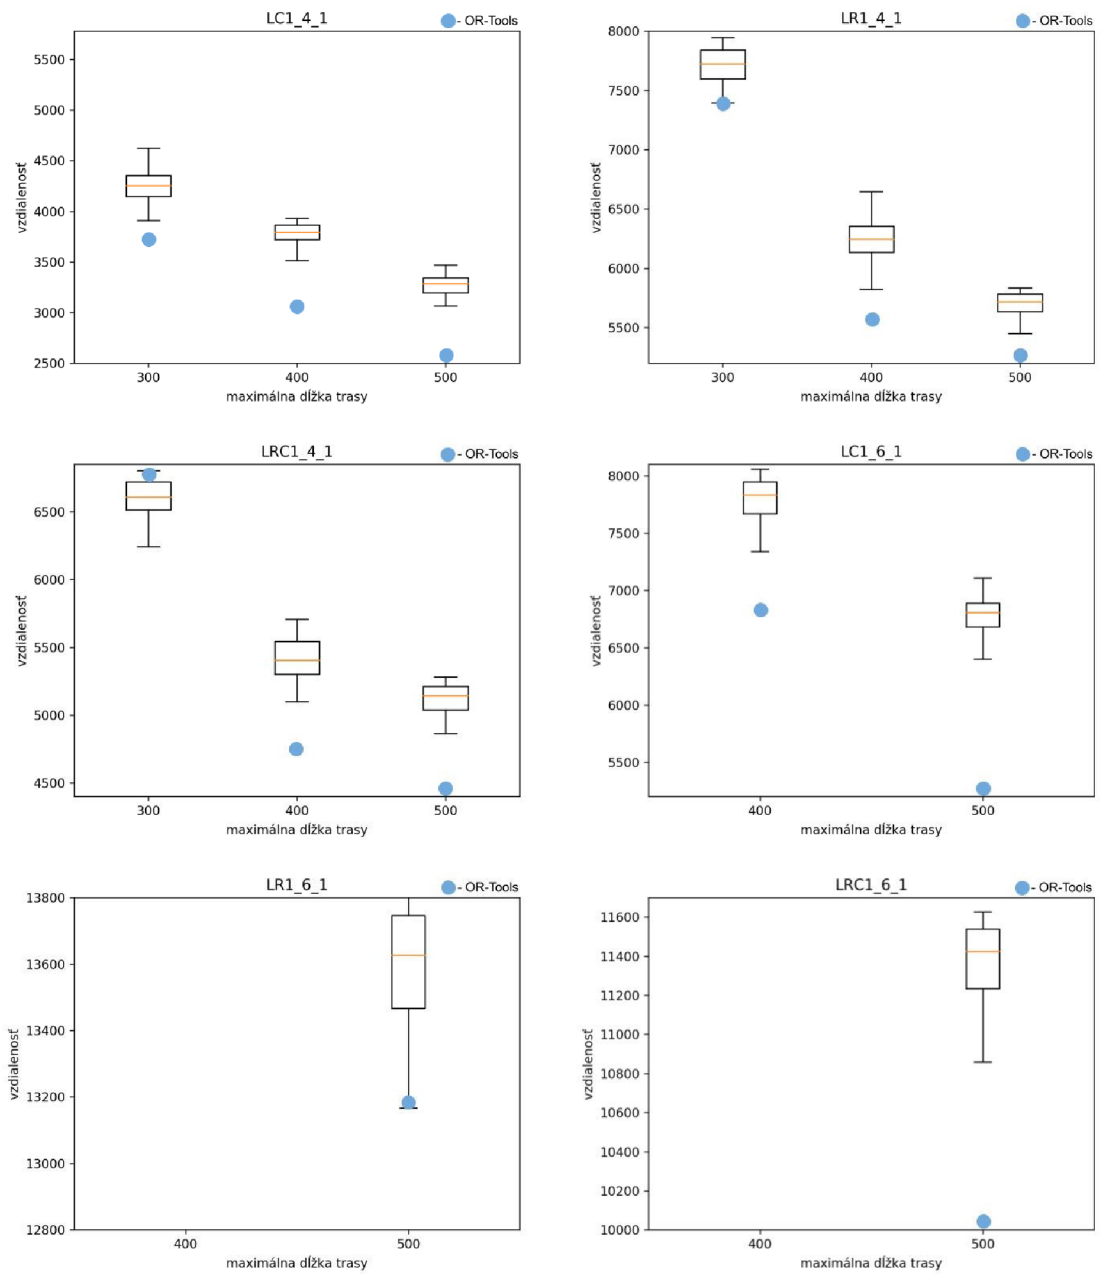 LC1_4_1
- OR-Tools
5500
5000
4500
4000
3500
3000
2500
vzdialenosť
300 400 500
maximálna dĺžka trasy
LR1_4_1
- OR-Tools
8000
7500
7000
6500
6000
5500
vzdialenosť
300 400 500
maximálna dĺžka trasy
LRC1_4_1
- OR-Tools
6500
6000
5500
5000
4500
vzdialenosť
300 400 500
maximálna dĺžka trasy
LC1_6_1
- OR-Tools
8000
7500
7000
6500
6000
5500
vzdialenosť
400 500
maximálna dĺžka trasy
LR1_6_1
- OR-Tools
13800
13600
13400
13200
13000
12800
vzdialenosť
400 500
maximálna dĺžka trasy
LRC1_6_1
- OR-Tools
11600
11400
11200
11000
10800
10600
10400
10200
10000
vzdialenosť
400 500
maximálna dĺžka trasy